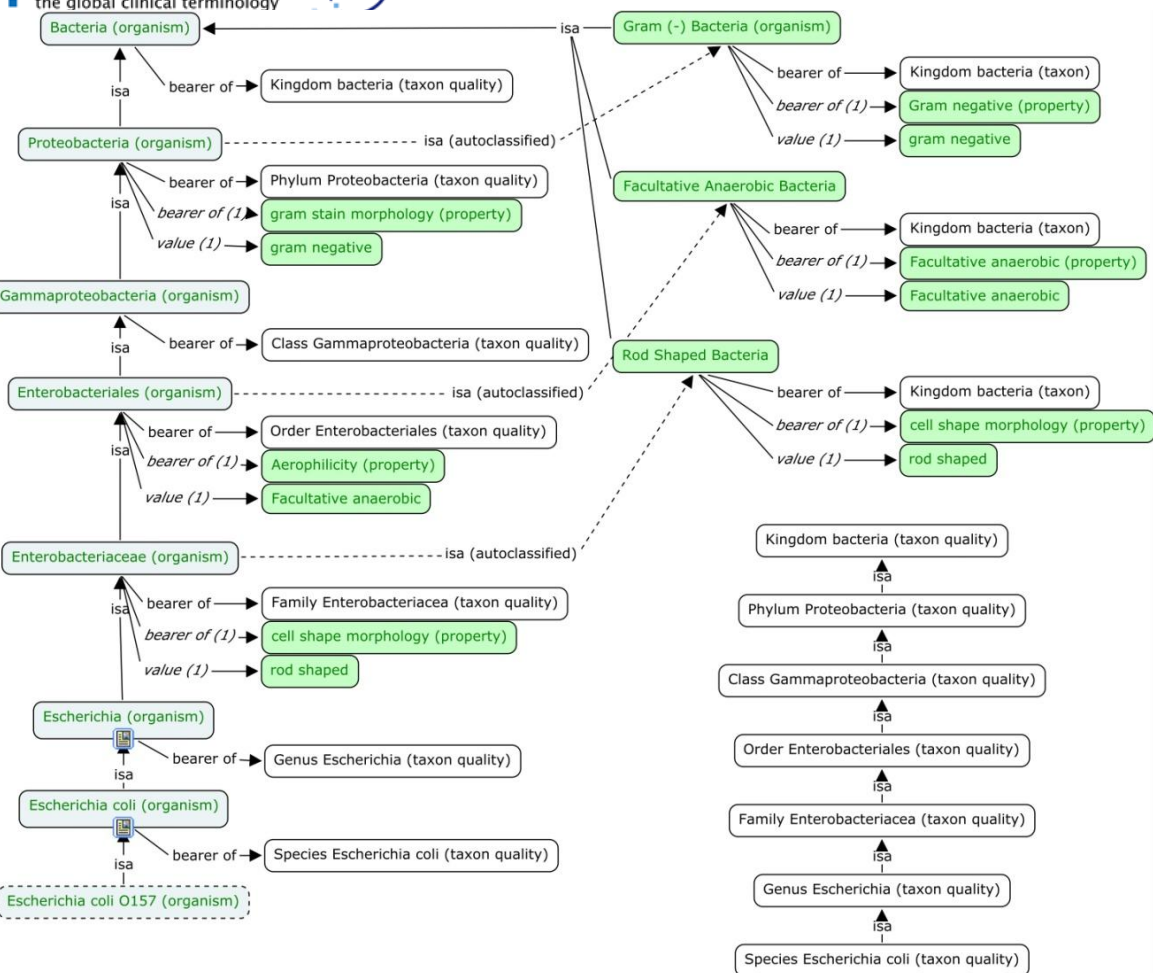 the global clinical terminology
Bacteria (organism)
isa
Gram (-) Bacteria (organism)
bearer of
Kingdom bacteria (taxon quality)
isa
bearer of
Kingdom bacteria (taxon)
bearer of (1)
Gram negative (property)
value (1)
gram negative
Proteobacteria (organism)
isa (autoclassified)
bearer of
Phylum Proteobacteria (taxon quality)
isa
bearer of (1)
gram stain morphology (property)
value (1)
gram negative
Facultative Anaerobic Bacteria
bearer of
Kingdom bacteria (taxon)
bearer of (1)
Facultative anaerobic (property)
value (1)
Facultative anaerobic
Gammaproteobacteria (organism)
isa
bearer of
Class Gammaproteobacteria (taxon quality)
Rod Shaped Bacteria
bearer of
Kingdom bacteria (taxon)
bearer of (1)
cell shape morphology (property)
value (1)
rod shaped
Enterobacteriales (organism)
isa (autoclassified)
bearer of
Order Enterobacteriales (taxon quality)
isa
bearer of (1)
Aerophilicity (property)
value (1)
Facultative anaerobic
Enterobacteriaceae (organism)
isa (autoclassified)
bearer of
Family Enterobacteriacea (taxon quality)
isa
bearer of (1)
cell shape morphology (property)
value (1)
rod shaped
Escherichia (organism)
bearer of
Genus Escherichia (taxon quality)
isa
Escherichia coli (organism)
bearer of
Species Escherichia coli (taxon quality)
isa
Escherichia coli O157 (organism)
Kingdom bacteria (taxon quality)
isa
Phylum Proteobacteria (taxon quality)
isa
Class Gammaproteobacteria (taxon quality)
isa
Order Enterobacteriales (taxon quality)
isa
Family Enterobacteriacea (taxon quality)
isa
Genus Escherichia (taxon quality)
isa
Species Escherichia coli (taxon quality)